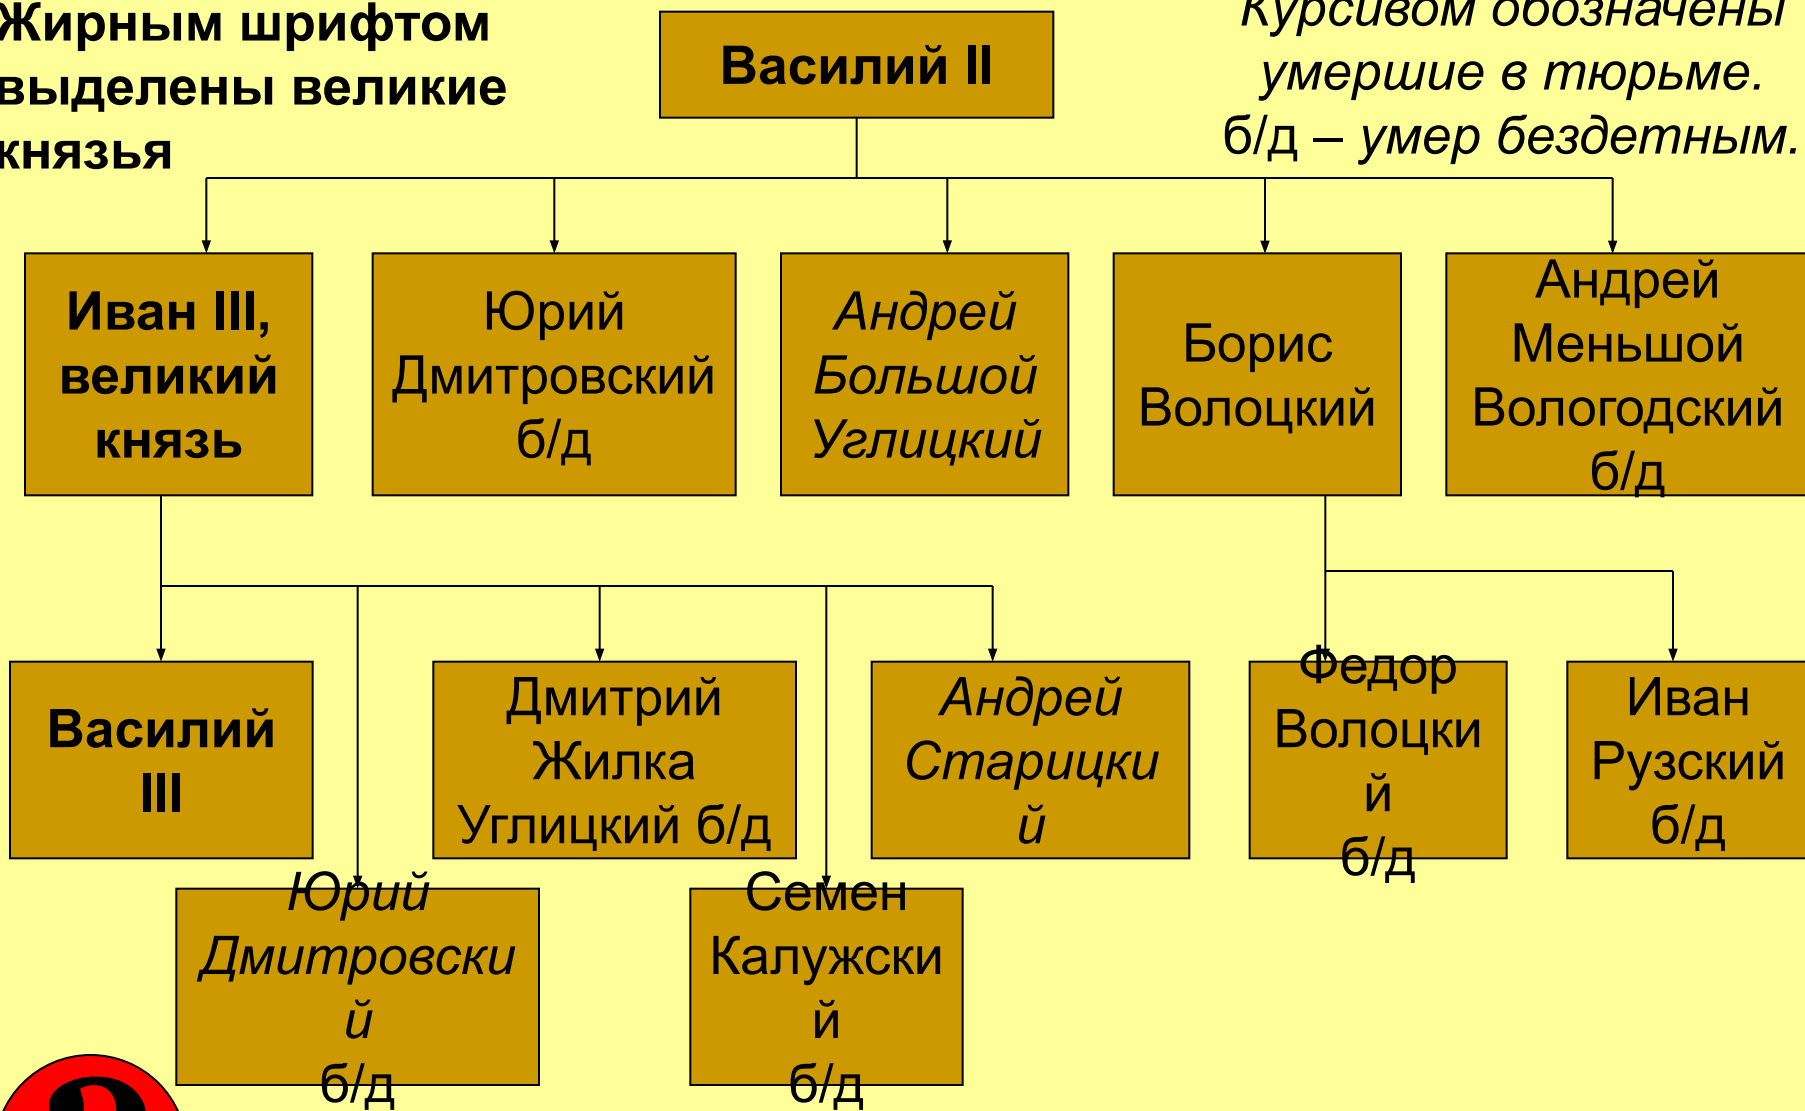 Жирным шрифтом
выделены великие
князья
Василий II
Курсивом обозначены
умершие в тюрьме.
б/д – умер бездетным.
Иван III,
великий
князь
Юрий
Дмитровский
б/д
Андрей
Большой
Углицкий
Борис
Волоцкий
Андрей
Меньшой
Вологодский
б/д
Василий
III
Дмитрий
Жилка
Углицкий б/д
Андрей
Старицки
й
Федор
Волоцки
й
б/д
Иван
Рузский
б/д
Юрий
Дмитровски
й
б/д
Семен
Калужски
й
б/д
?